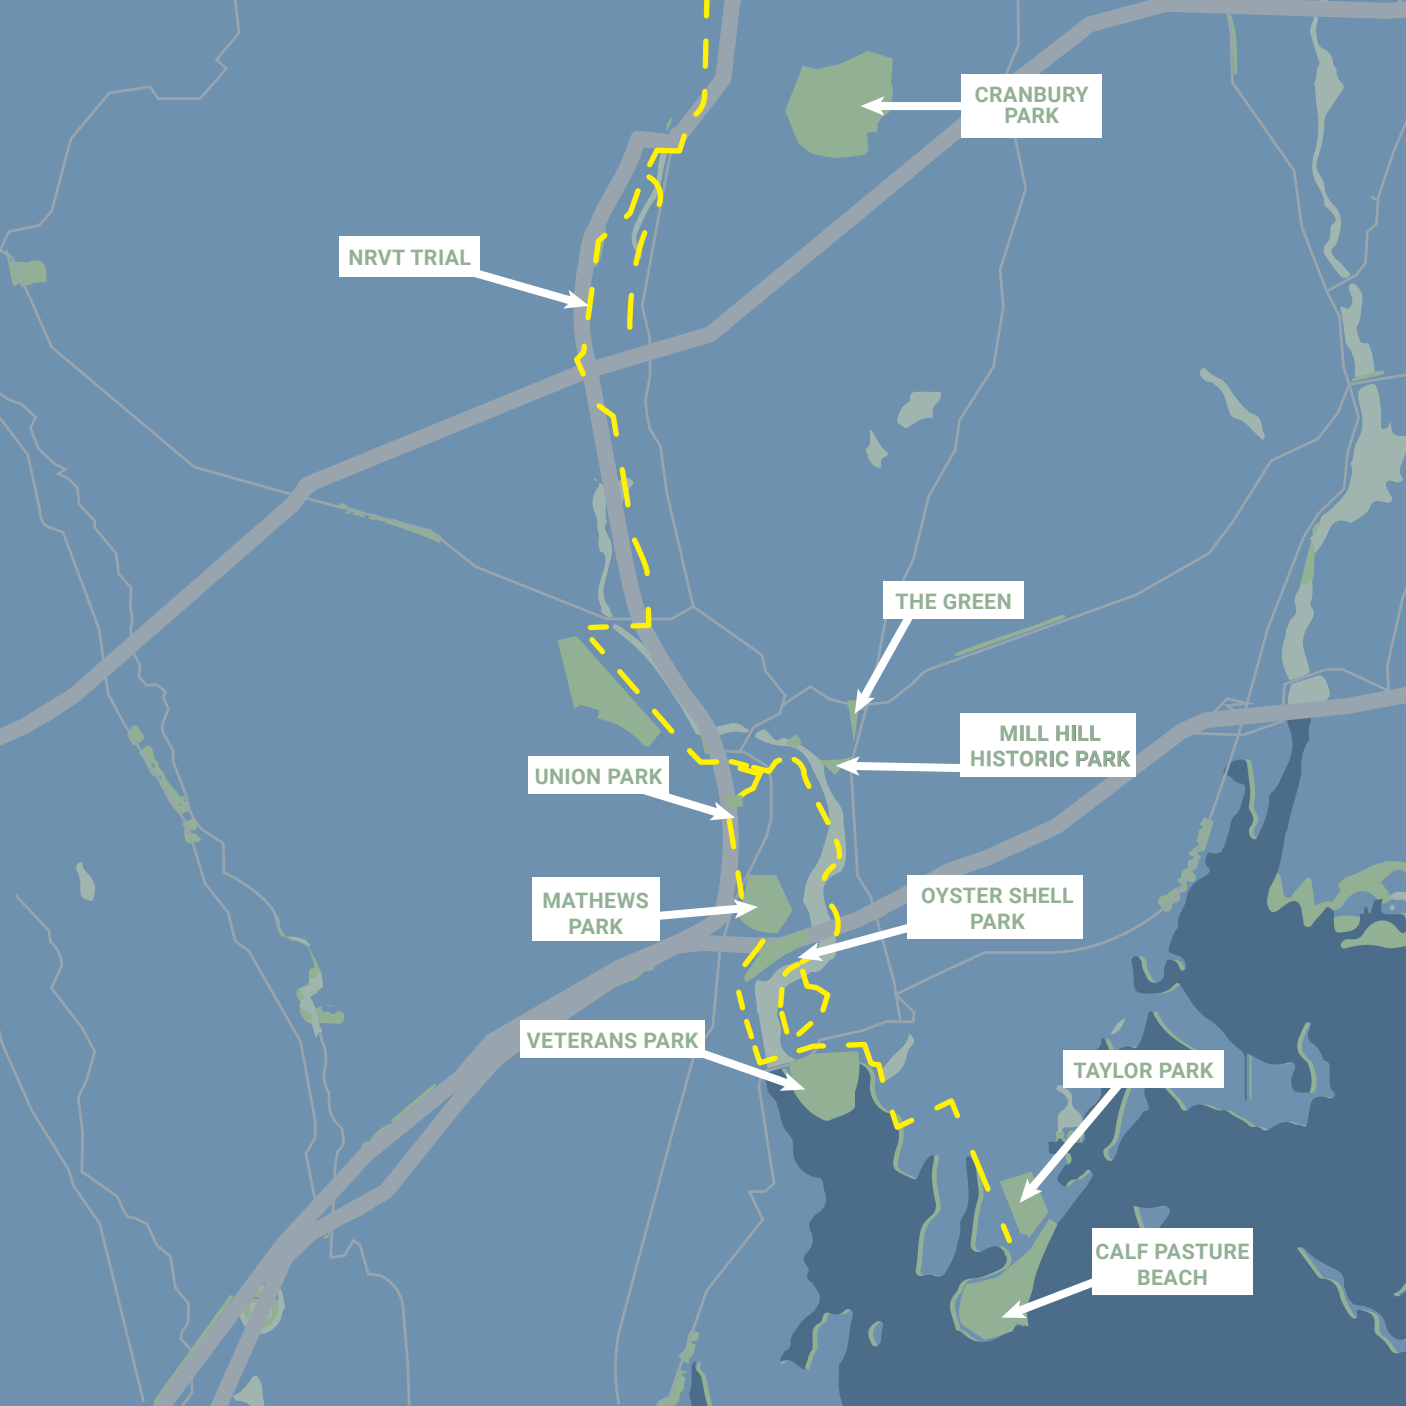 CRANBURY
PARK
NRVT TRIAL
THE GREEN
MILL HILL
HISTORIC PARK
UNION PARK
MATHEWS
PARK
OYSTER SHELL
PARK
VETERANS PARK
TAYLOR PARK
CALF PASTURE
BEACH